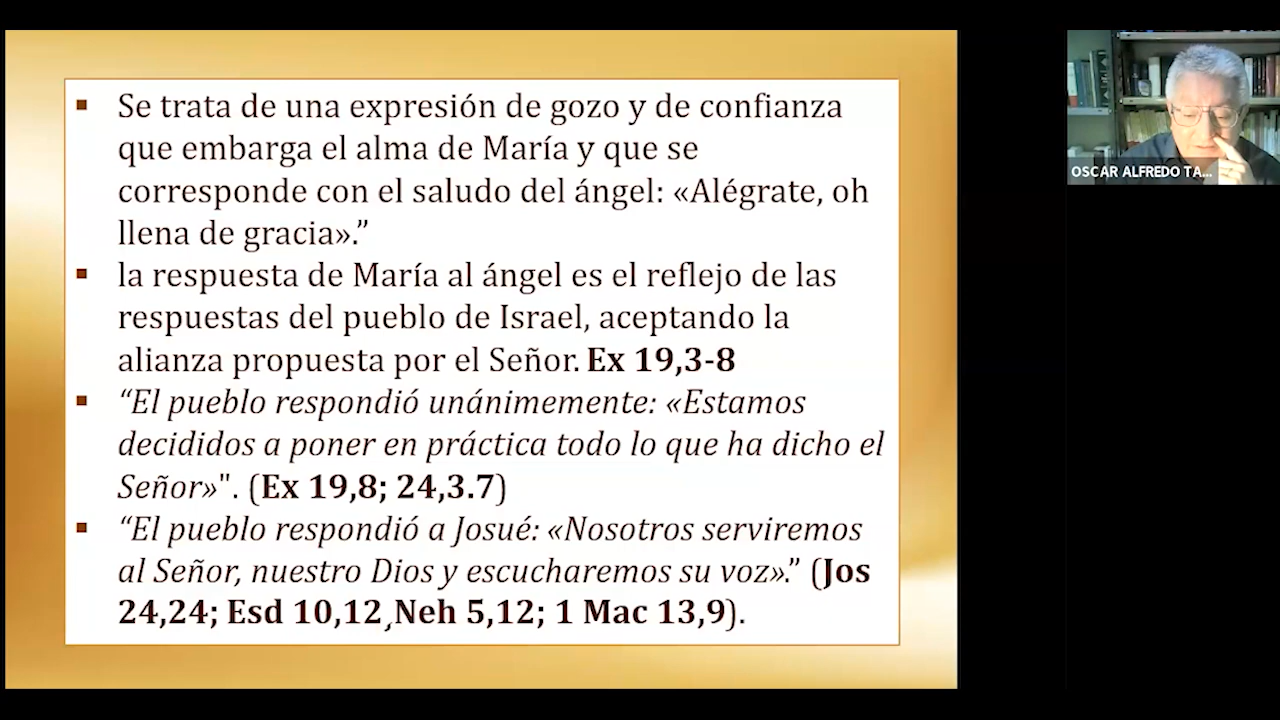 ▪ Se trata de una expresión de gozo y de confianza
que embarga el alma de María y que se
corresponde con el saludo del ángel: «Alégrate, oh
llena de gracia».”
▪ la respuesta de María al ángel es el reflejo de las
respuestas del pueblo de Israel, aceptando la
alianza propuesta por el Señor. Ex 19,3-8
▪ “El pueblo respondió unánimemente: «Estamos
decididos a poner en práctica todo lo que ha dicho el
Señor»". (Ex 19,8; 24,3.7)
▪ “El pueblo respondió a Josué: «Nosotros serviremos
al Señor, nuestro Dios y escucharemos su voz».” (Jos
24,24; Esd 10,12,Neh 5,12; 1 Mac 13,9).
OSCAR ALFREDO TA...